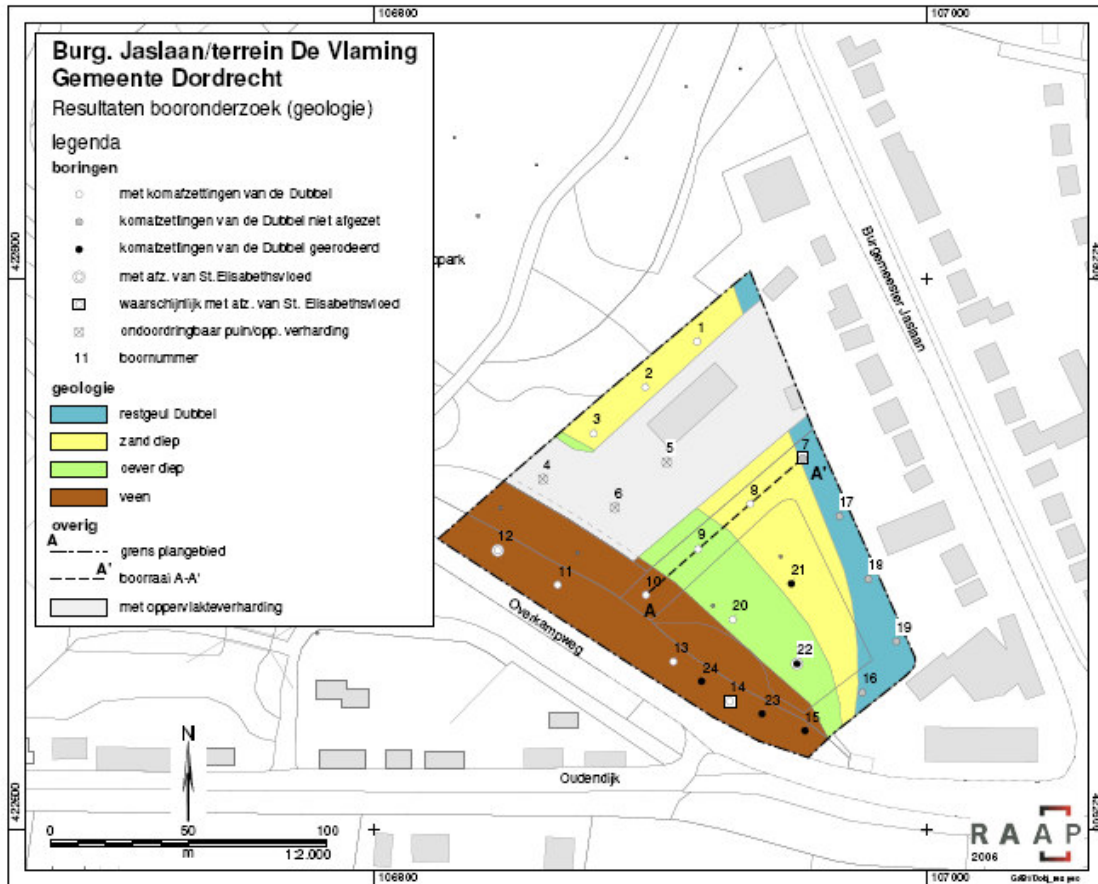 106800
107000
Burg. Jaslaan/terrein De Vlaming
Gemeente Dordrecht
Resultaten booronderzoek (geologie)
legenda
boringen
met komafzettingen van de Dubbel
komafzettingen van de Dubbel niet afgezet
komafzettingen van de Dubbel geerodeerd
met afz. van St. Elisabethsvloed
waarschijnlijk met afz. van St. Elisabethsvloed
ondoordringbaar puin/opp. verharding
11 boornummer
geologie
restgeul Dubbel
zand diep
oever diep
veen
overig
A
grens plangebied
A'
boorraai A-A'
met oppervlakteverharding
422800
Burgemeester Jaslaan
1
2
3
4
5
6
7
A'
8
9
10
A
11
12
13
14
15
16
17
18
19
20
21
22
23
24
Overkampweg
Oudendijk
N
0 50 100
m 1:2.000
422600
422600
106800
107000
RAAP
2006